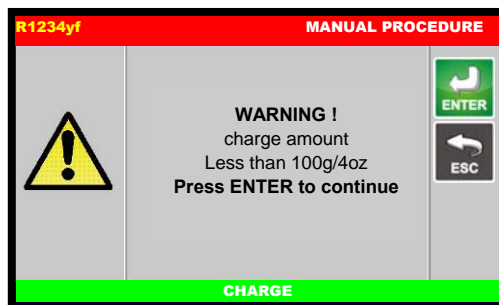 R1234yf MANUAL PROCEDURE
WARNING !
charge amount
Less than 100g/4oz
Press ENTER to continue
ENTER
ESC
CHARGE